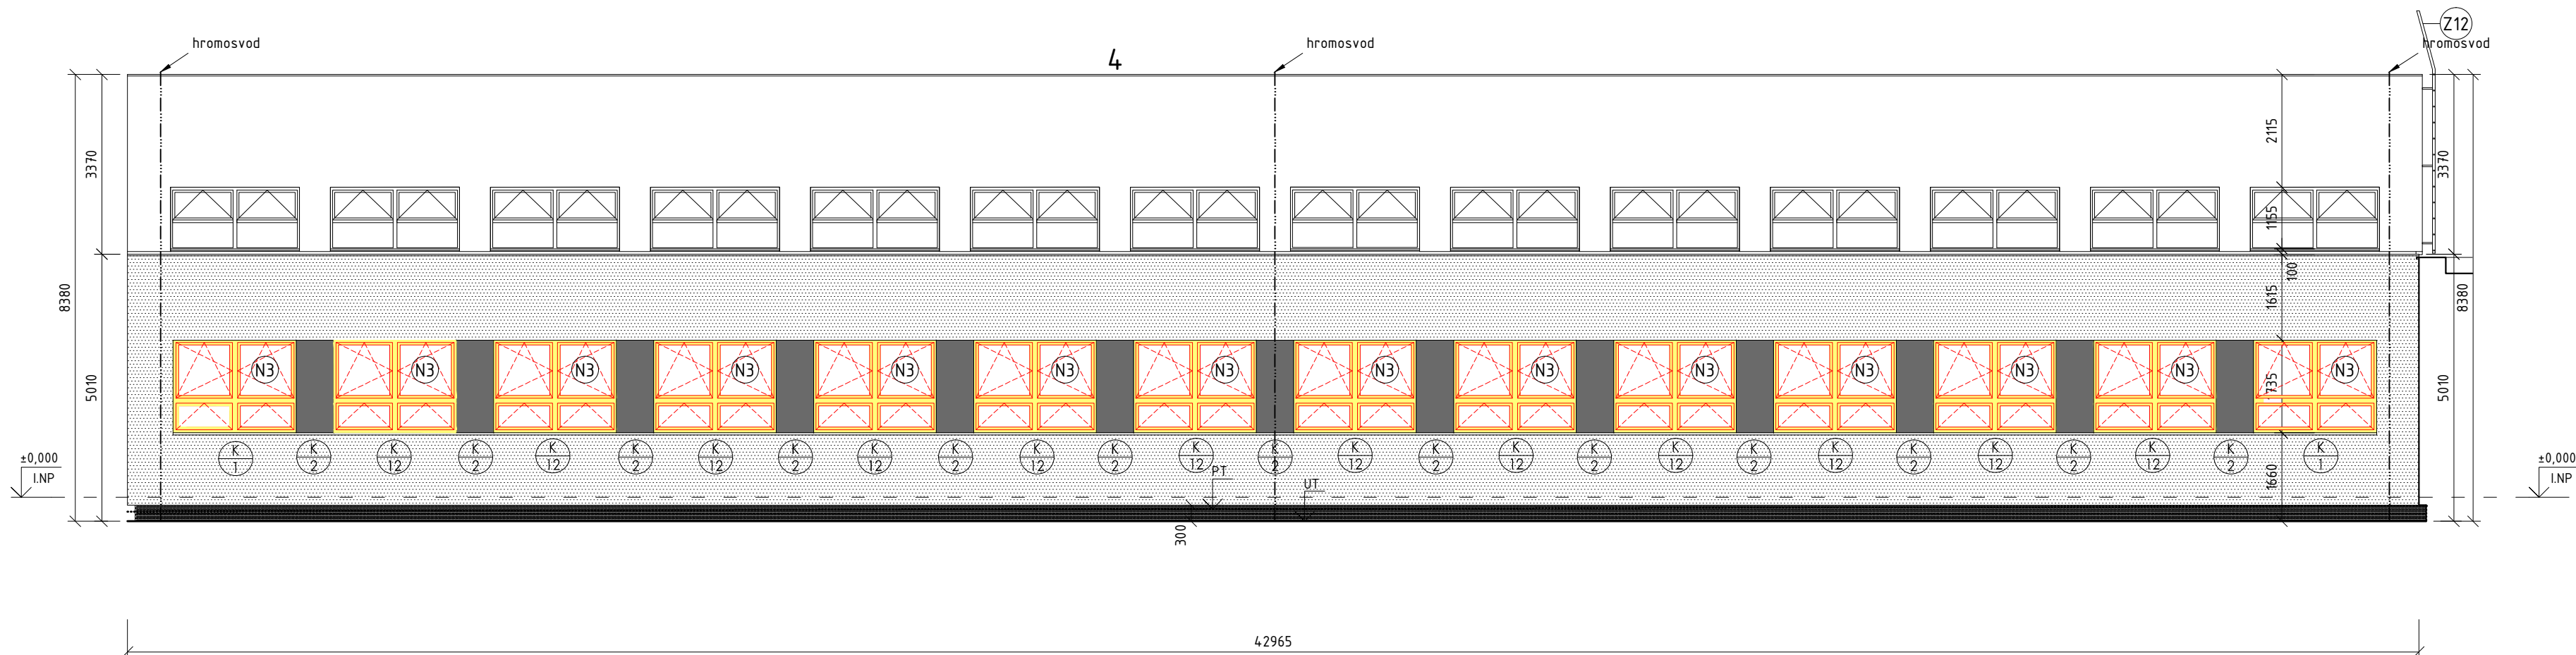 Z12
hromosvod
hromosvod
hromosvod
4
3370
8380
5010
2115
1155
100
1615
1735
1660
3370
8380
5010
N3 N3 N3 N3 N3 N3 N3 N3 N3 N3 N3 N3 N3 N3
K K K K K K K K K K K K K K K K K K K K K K K K K K K
1 2 12 2 12 2 12 2 12 2 12 2 12 2 12 2 12 2 12 2 12 2 12 2 12 2 1
±0,000
I.NP
PT
UT
±0,000
I.NP
300
42965